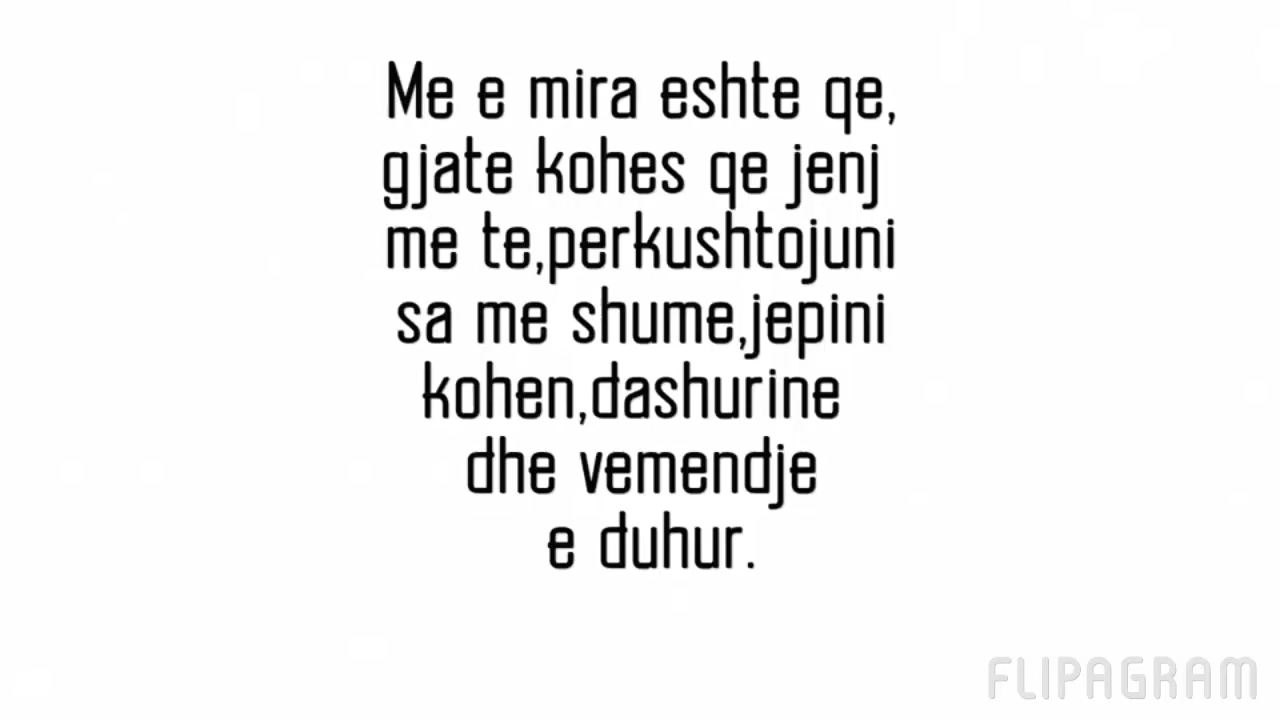 Me e mira eshte qe,
gjate kohes qe jenj
me te,perkushtojuni
sa me shume,jepini
kohen,dashurine
dhe vemendje
e duhur.
FLIPAGRAM